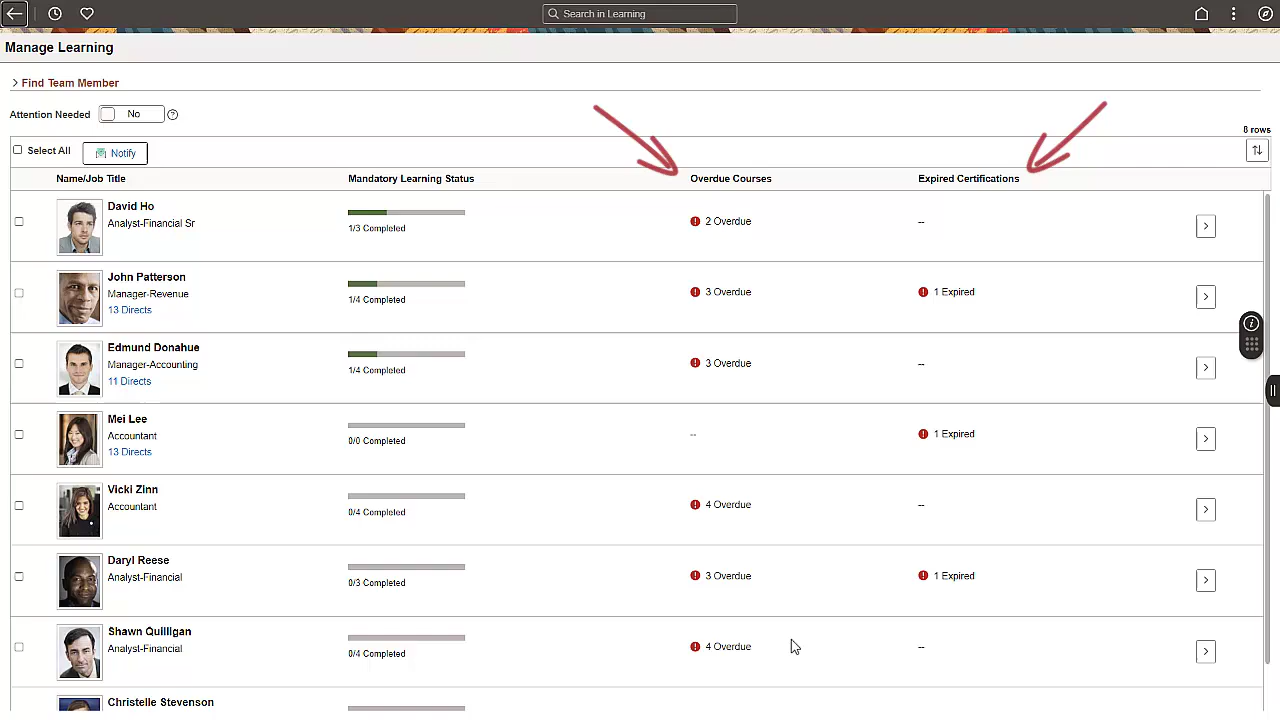 Search in Learning
Manage Learning
Find Team Member
Attention Needed No
8 rows
Select All Notify
Name/Job Title Mandatory Learning Status Overdue Courses Expired Certifications
David Ho
Analyst-Financial Sr
1/3 Completed
2 Overdue
--
John Patterson
Manager-Revenue
13 Directs
1/4 Completed
3 Overdue
1 Expired
Edmund Donahue
Manager-Accounting
11 Directs
1/4 Completed
3 Overdue
--
Mei Lee
Accountant
13 Directs
0/0 Completed
--
1 Expired
Vicki Zinn
Accountant
0/4 Completed
4 Overdue
--
Daryl Reese
Analyst-Financial
0/3 Completed
3 Overdue
1 Expired
Shawn Quilligan
Analyst-Financial
0/4 Completed
4 Overdue
--
Christelle Stevenson